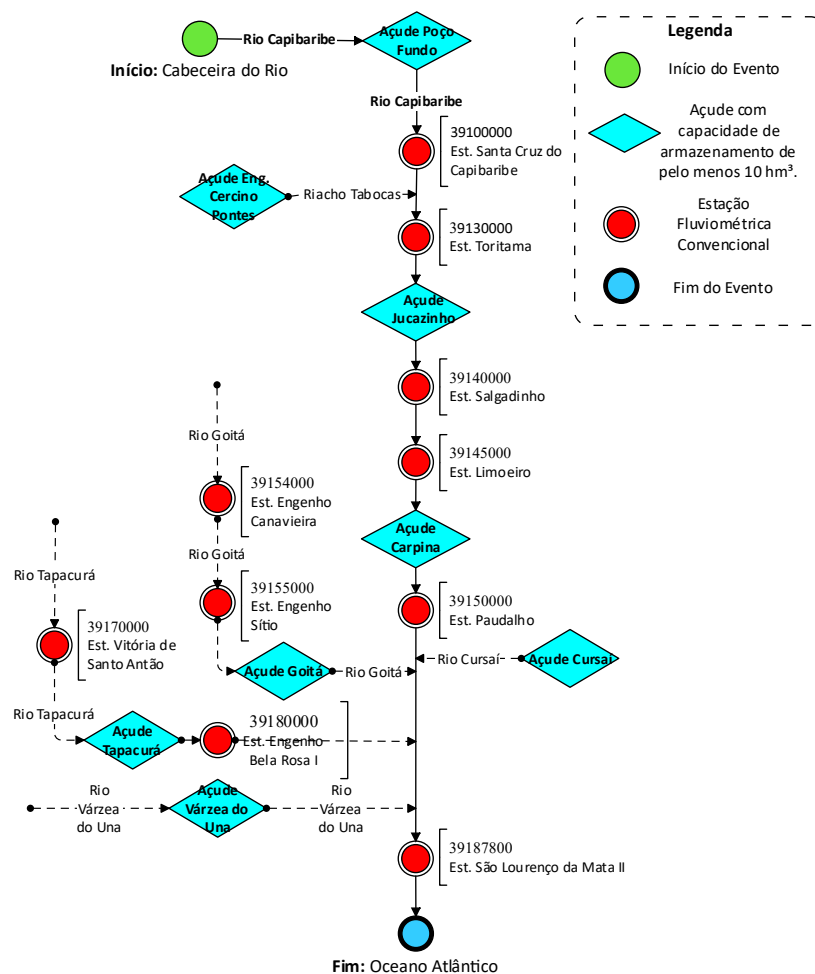 Rio Capibaribe
Início: Cabeceira do Rio
Açude Poço
Fundo
Legenda
Início do Evento
Açude com
capacidade de
armazenamento de
pelo menos 10 hm³.
Estação
Fluviométrica
Convencional
Fim do Evento
Rio Capibaribe
39100000
Est. Santa Cruz do
Capibaribe
Açude Eng.
Cercino
Pontes
Riacho Tabocas
39130000
Est. Toritama
Açude
Jucazinho
39140000
Est. Salgadinho
39145000
Est. Limoeiro
Rio Goitá
39154000
Est. Engenho
Canavieira
Açude
Carpina
Rio Goitá
39155000
Est. Engenho
Sítio
39150000
Est. Paudalho
Rio Tapacurá
39170000
Est. Vitória de
Santo Antão
Açude Goitá
Rio Goitá
Rio Cursaí
Açude Cursaí
Rio Tapacurá
Açude
Tapacurá
39180000
Est. Engenho
Bela Rosa I
Rio
Várzea
do Una
Açude
Várzea do
Una
Rio
Várzea
do Una
39187800
Est. São Lourenço da Mata II
Fim: Oceano Atlântico